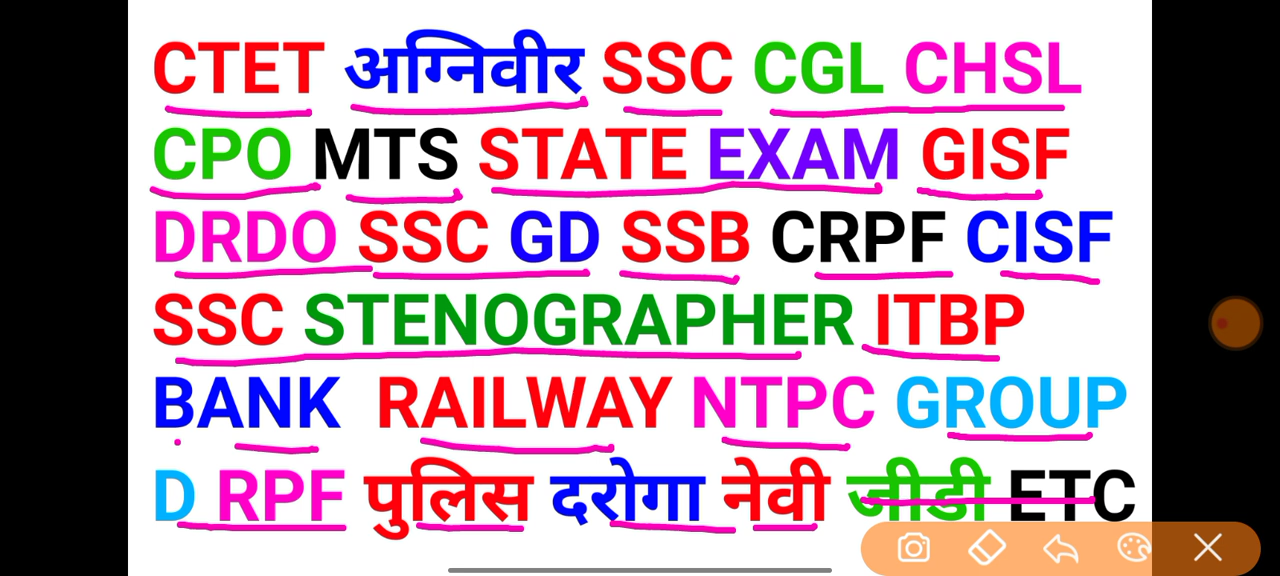 CTET अग्निवीर SSC CGL CHSL
CPO MTS STATE EXAM GISF
DRDO SSC GD SSB CRPF CISF
SSC STENOGRAPHER ITBP
BANK RAILWAY NTPC GROUP
D RPF पुलिस दरोगा नेवी जीडी ETC